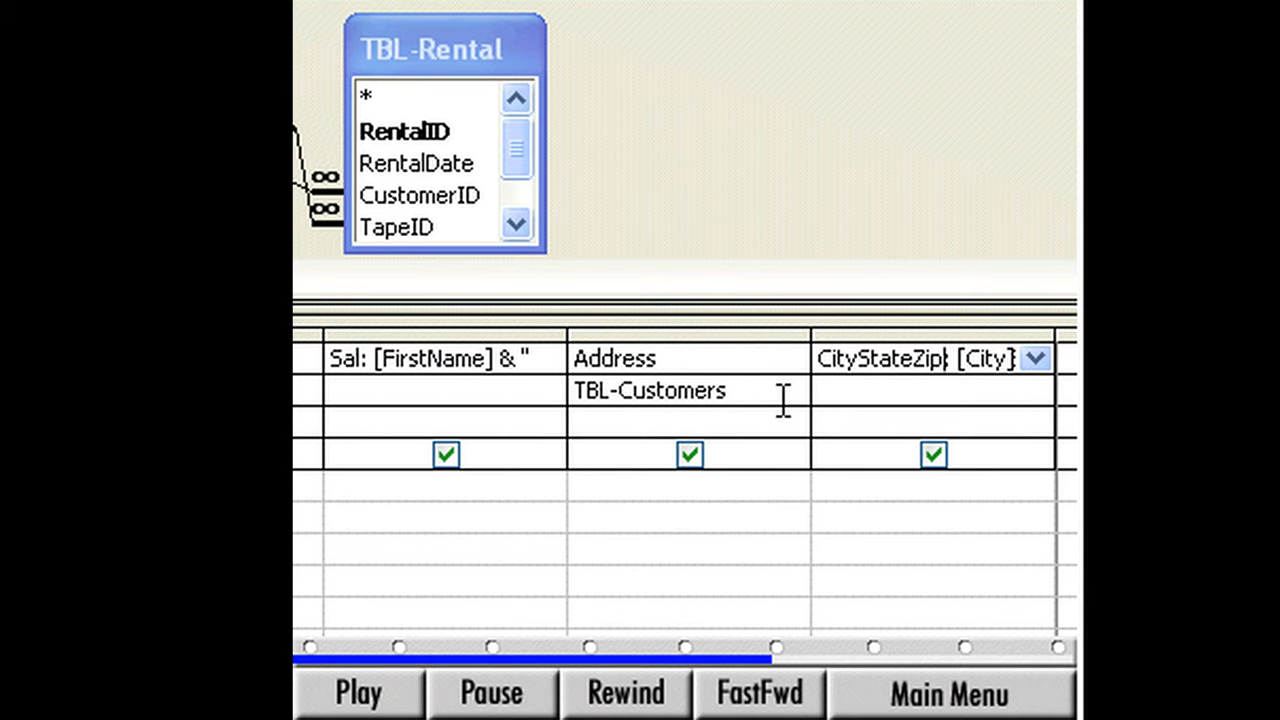 TBL-Rental
*
RentalID
RentalDate
CustomerID
TapeID
Sal: [FirstName] & " Address CityStateZip: [City]
TBL-Customers
Play Pause Rewind FastFwd Main Menu